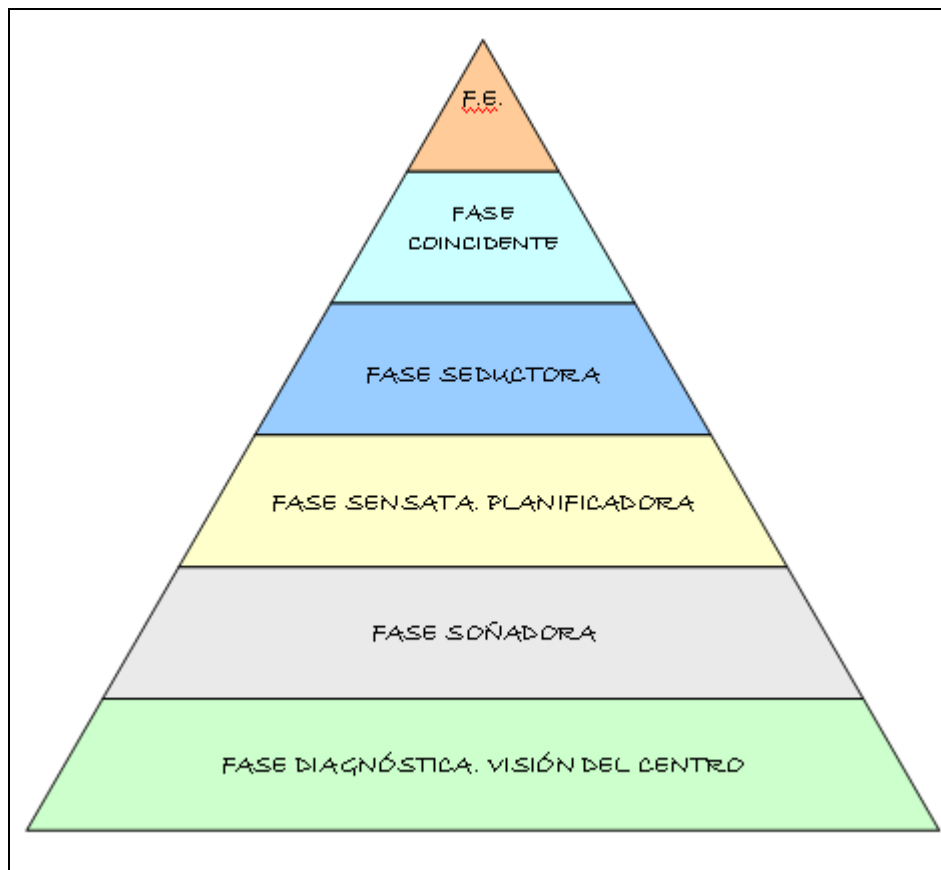 F.E.
FASE
COINCIDENTE
FASE SEDUCTORA
FASE SENSATA. PLANIFICADORA
FASE SOÑADORA
FASE DIAGNÓSTICA. VISIÓN DEL CENTRO